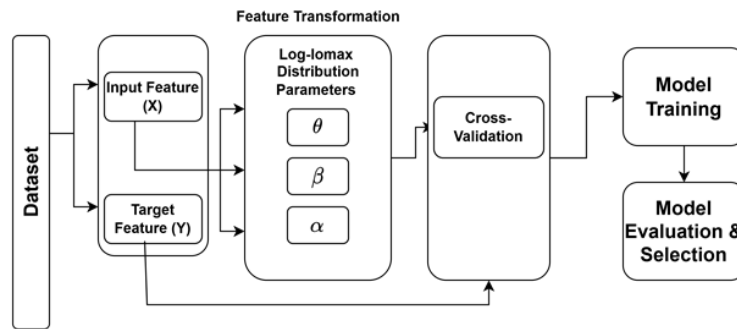 Feature Transformation
Dataset
Input Feature
(X)
Target
Feature (Y)
Log-lomax
Distribution
Parameters
θ
β
α
Cross-
Validation
Model
Training
Model
Evaluation &
Selection